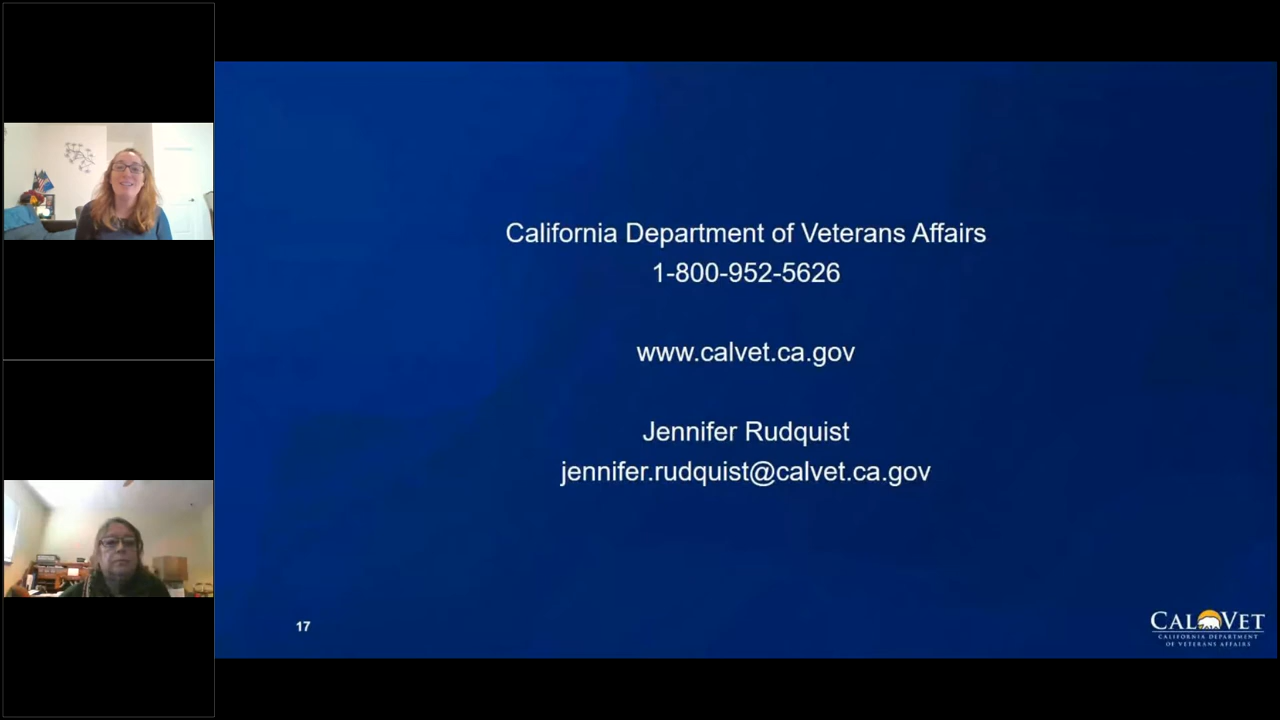 California Department of Veterans Affairs
1-800-952-5626
www.calvet.ca.gov
Jennifer Rudquist
jennifer.rudquist@calvet.ca.gov
17
CALVET
CALIFORNIA DEPARTMENT
OF VETERANS AFFAIRS